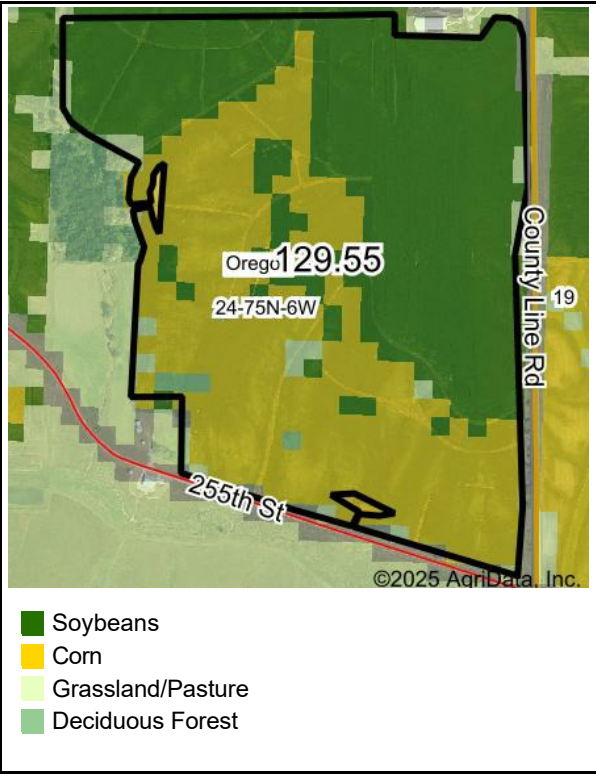 Orego
129.55
24-75N-6W
County Line Rd
19
255th St
©2025 AgriData, Inc.
Soybeans
Corn
Grassland/Pasture
Deciduous Forest